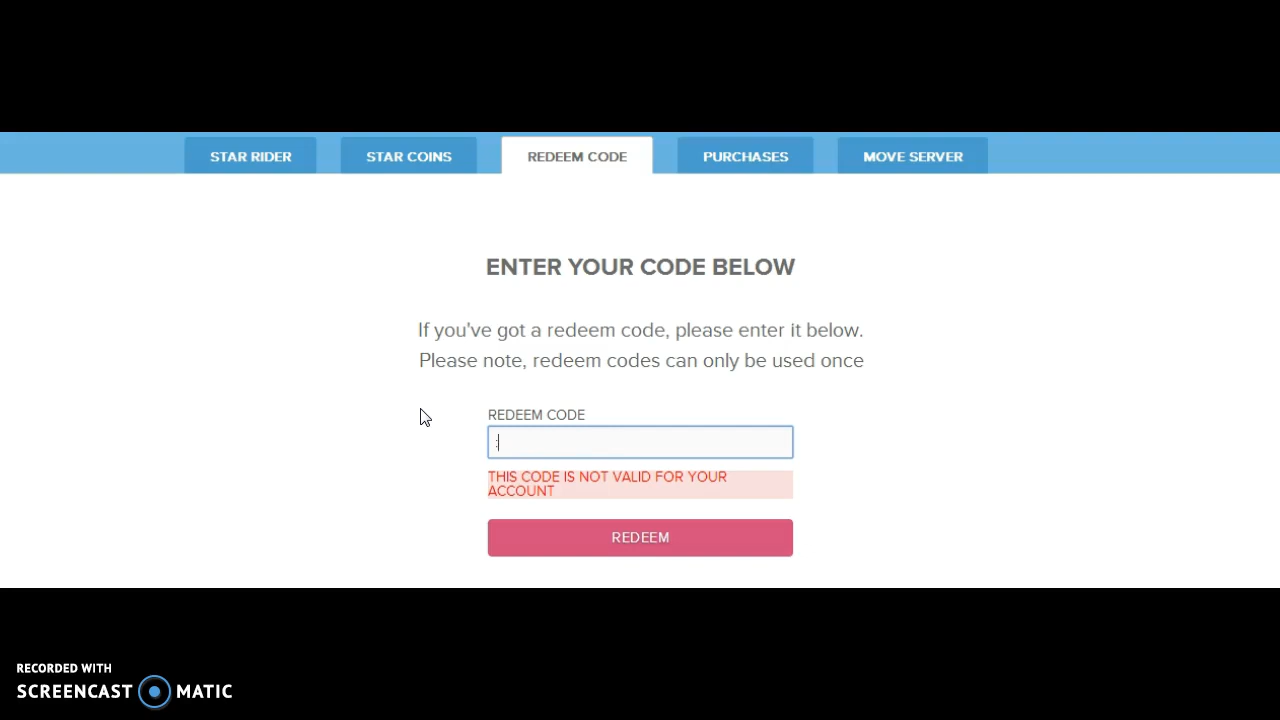 STAR RIDER
STAR COINS
REDEEM CODE
PURCHASES
MOVE SERVER
ENTER YOUR CODE BELOW
If you've got a redeem code, please enter it below.
Please note, redeem codes can only be used once
REDEEM CODE
THIS CODE IS NOT VALID FOR YOUR
ACCOUNT
REDEEM
RECORDED WITH
SCREENCAST MATIC